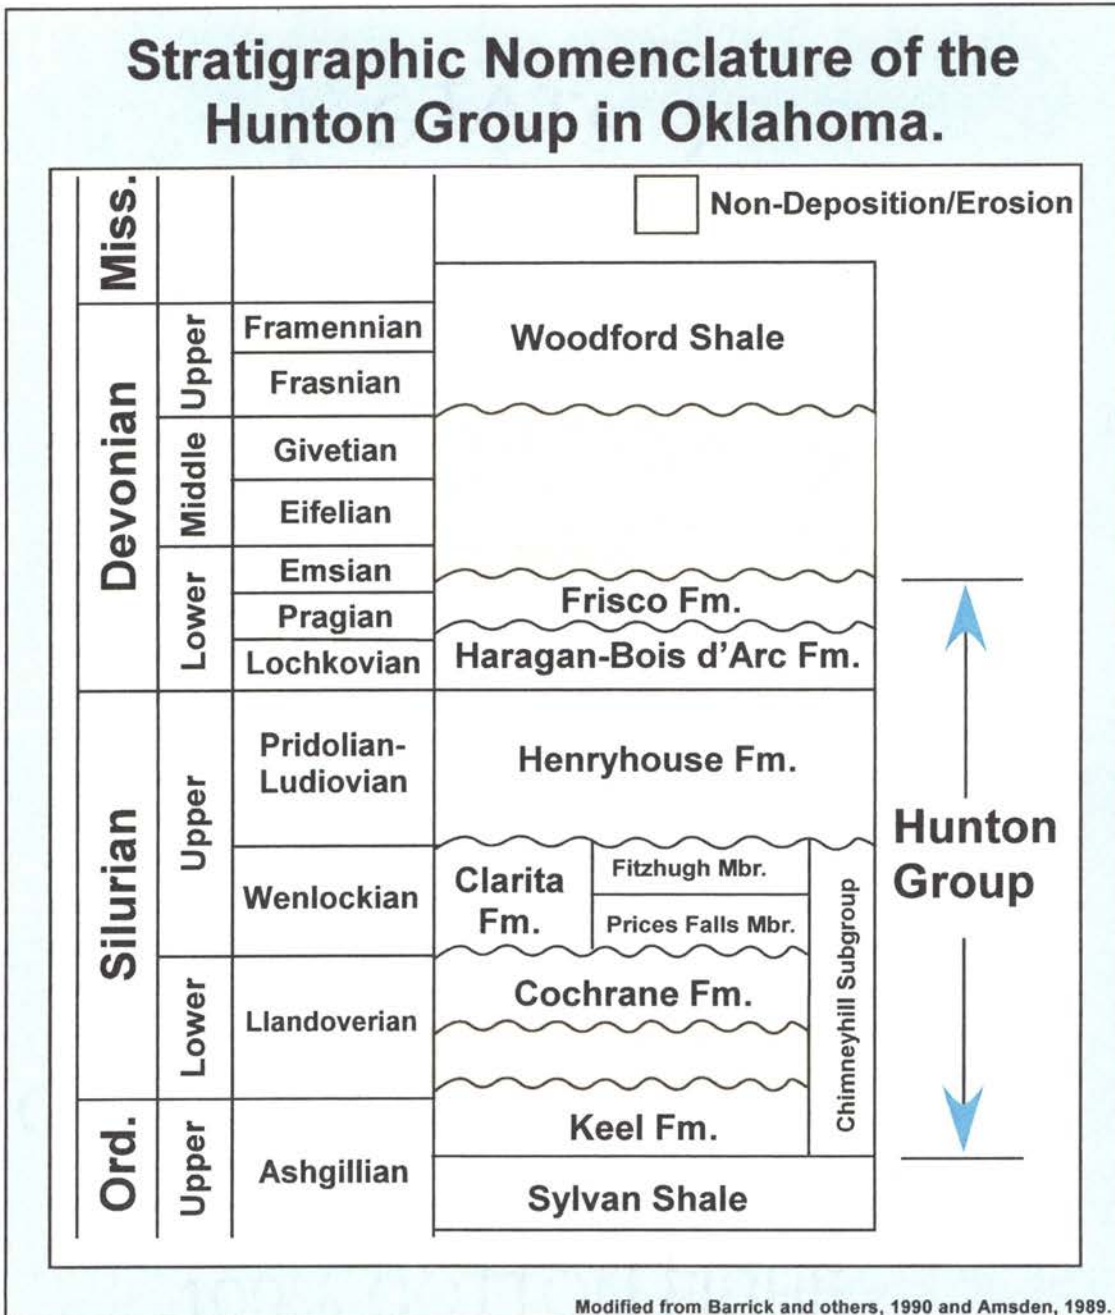 Stratigraphic Nomenclature of the
Hunton Group in Oklahoma.
Non-Deposition/Erosion
Miss.
Devonian
Upper
Framennian
Frasnian
Woodford Shale
Middle
Givetian
Eifelian
Lower
Emsian
Pragian
Lochkovian
Frisco Fm.
Haragan-Bois d'Arc Fm.
Silurian
Upper
Pridolian-
Ludiovian
Henryhouse Fm.
Wenlockian
Clarita
Fm.
Fitzhugh Mbr.
Prices Falls Mbr.
Chimneyhill Subgroup
Hunton
Group
Lower
Llandoverian
Cochrane Fm.
Ord.
Upper
Ashgillian
Keel Fm.
Sylvan Shale
Modified from Barrick and others, 1990 and Amsden, 1989.